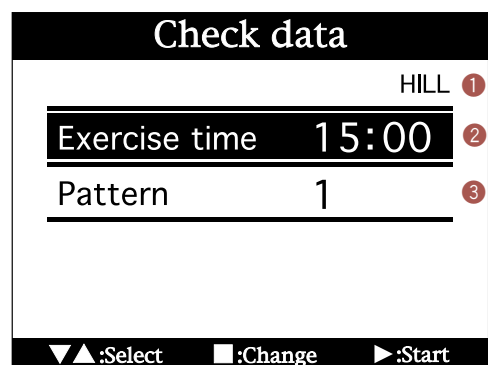 Check data
HILL 1
Exercise time 15:00 2
Pattern 1 3
▼▲:Select ■:Change ▶:Start